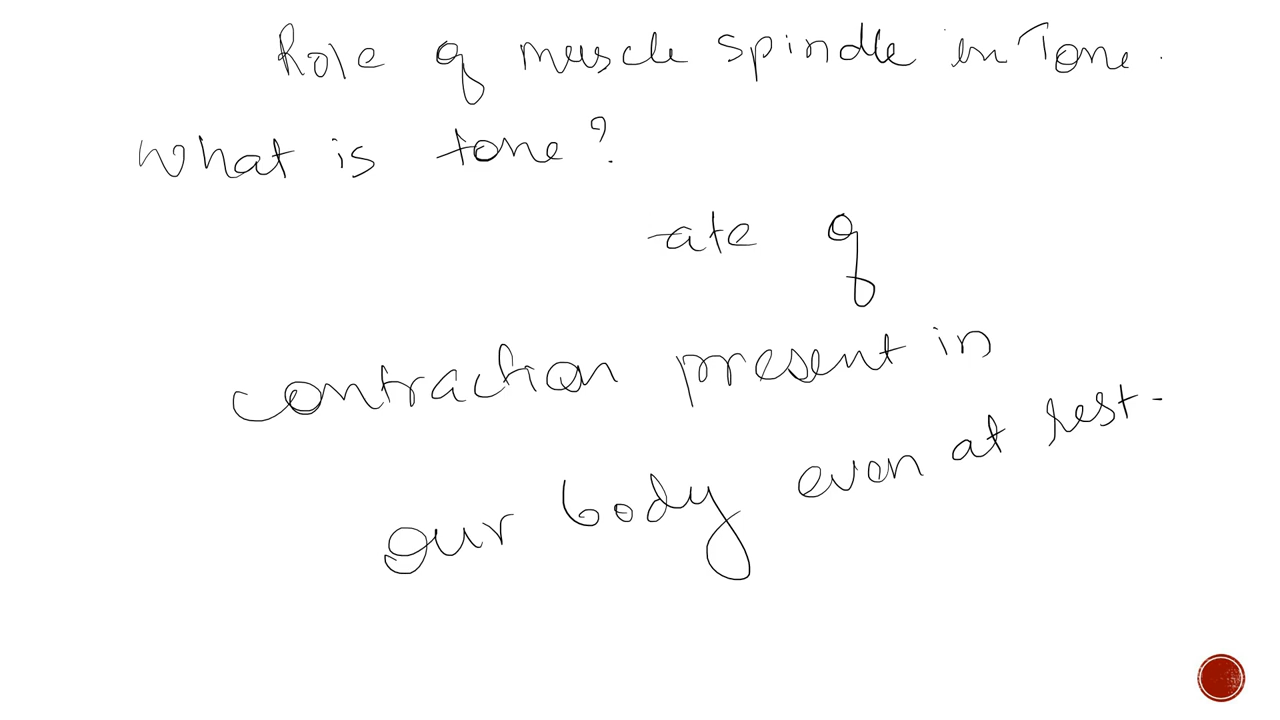 Role of muscle spindle in Tone.
What is tone?
ate of
contraction present in
our body even at rest-